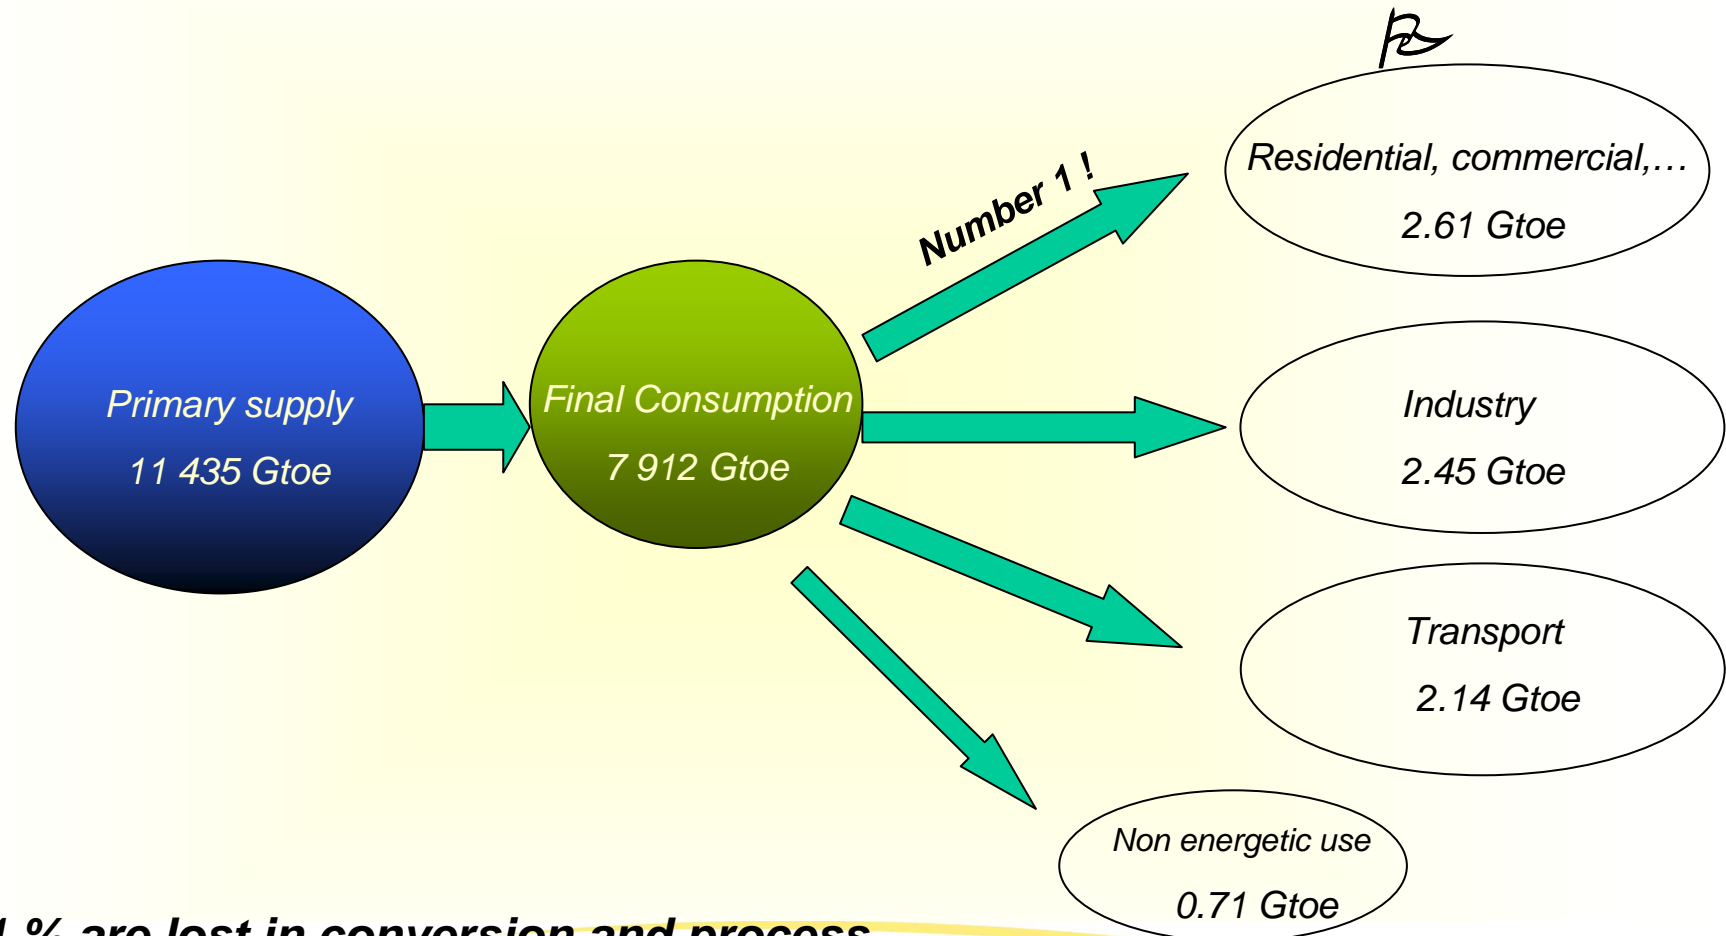 Number 1 !
Residential, commercial,…
2.61 Gtoe
Primary supply
11 435 Gtoe
Final Consumption
7 912 Gtoe
Industry
2.45 Gtoe
Transport
2.14 Gtoe
Non energetic use
0.71 Gtoe
% are lost in conversion and process